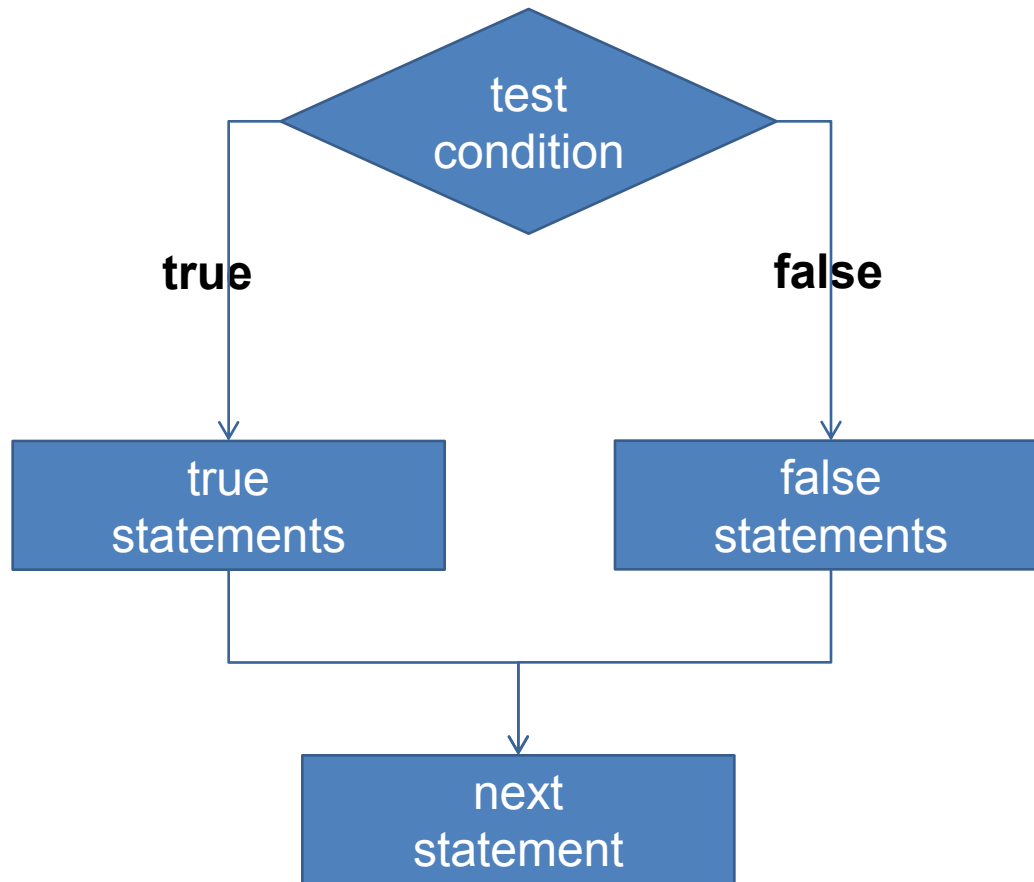 test
condition
true
false
true
statements
false
statements
next
statement